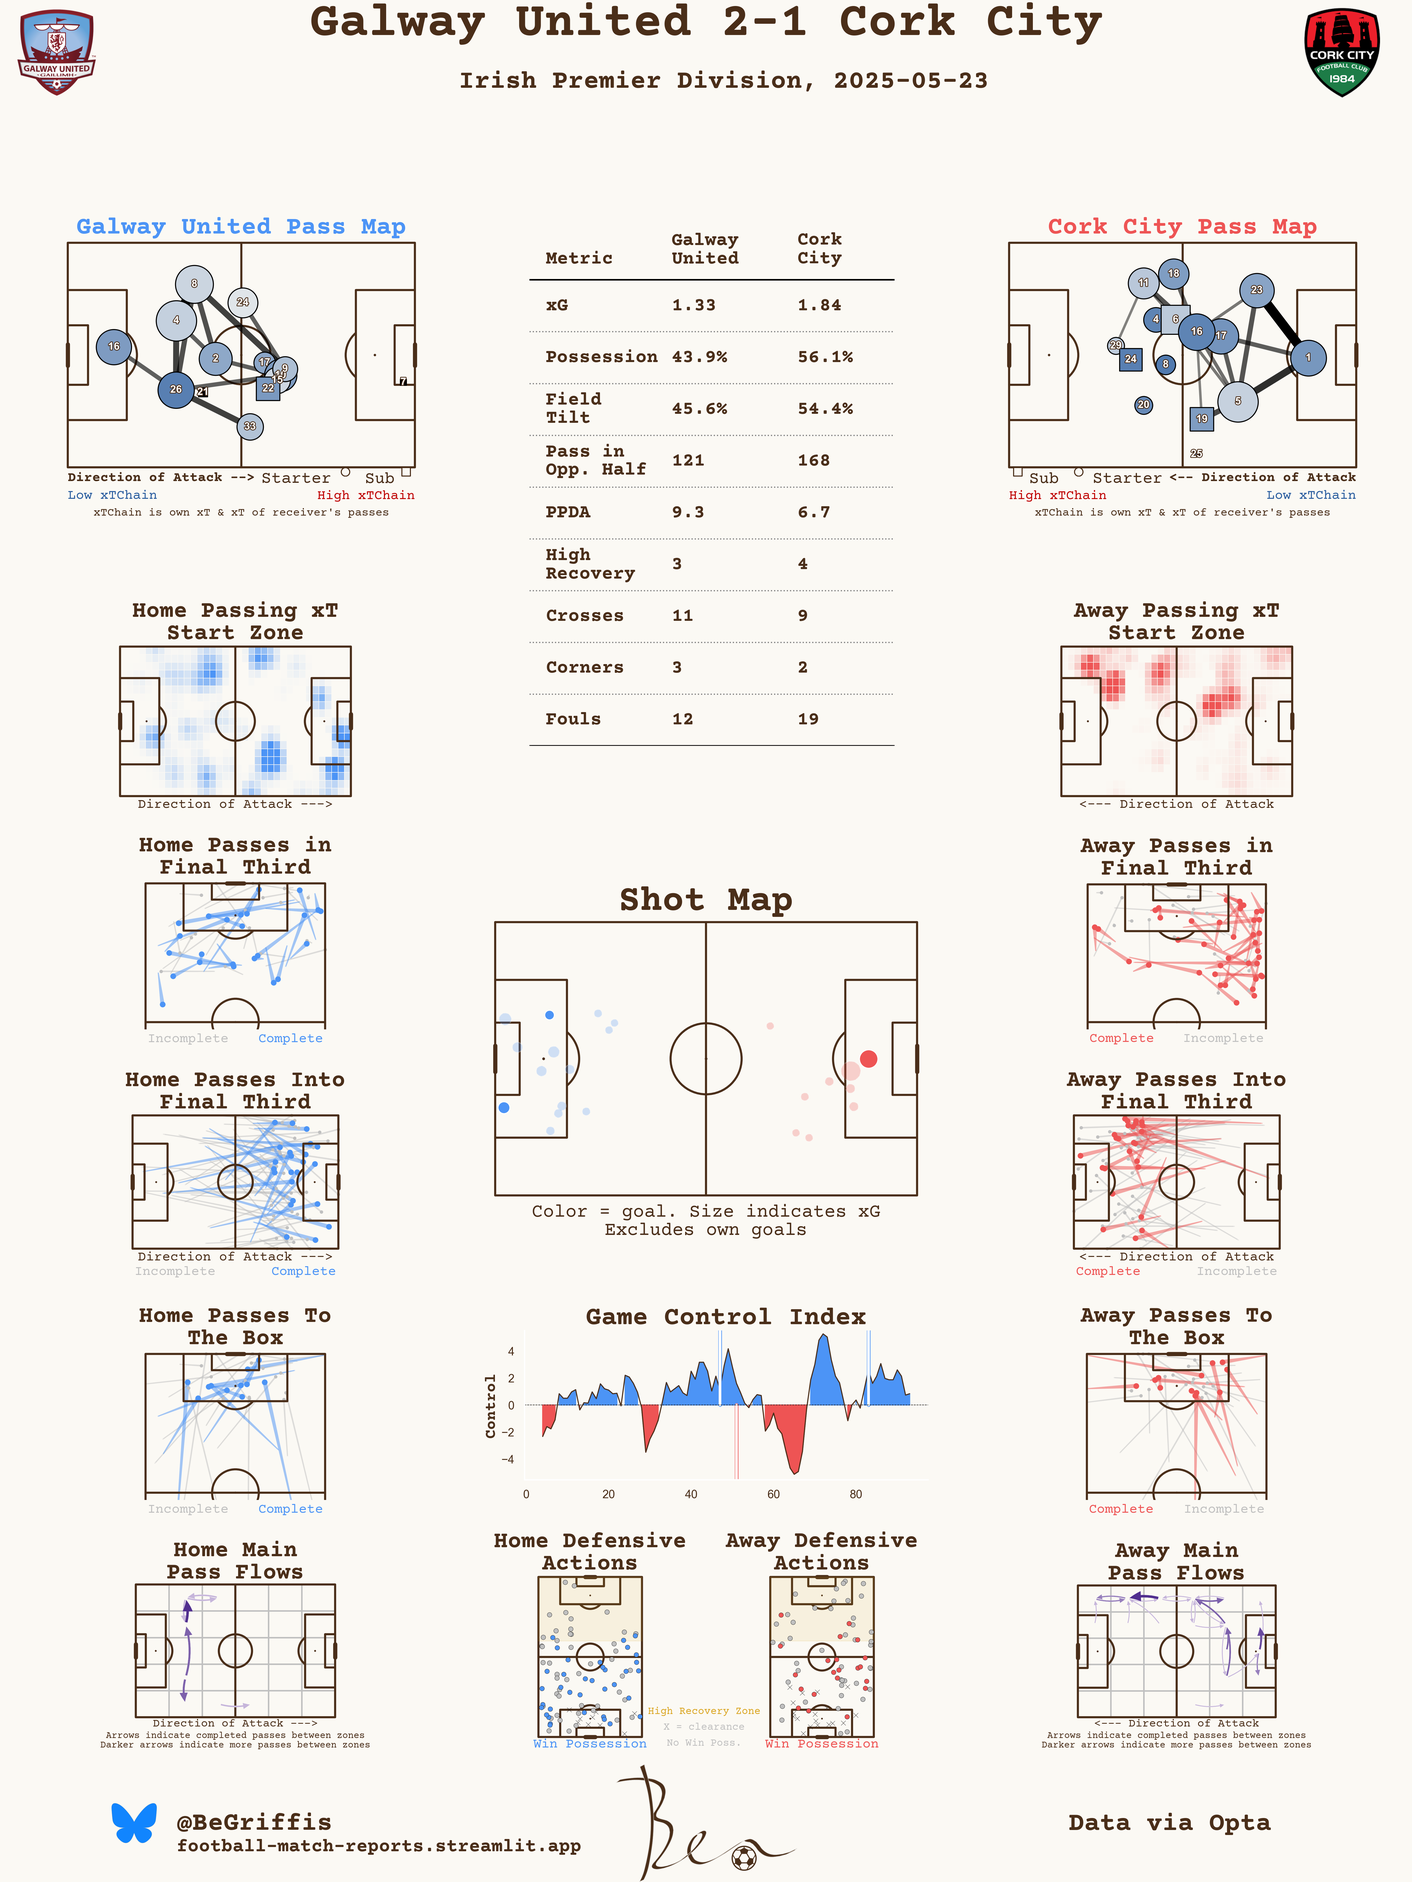 Galway United 2-1 Cork City
Irish Premier Division, 2025-05-23
GALWAY UNITED
GAILLIMH
CORK CITY
FOOTBALL CLUB
1984
Galway United Pass Map
8
24
4
16
2
17
9
15
22
26
21
7
33
Direction of Attack --> Starter Sub
Low xTChain High xTChain
xTChain is own xT & xT of receiver's passes
Metric Galway United Cork City
xG 1.33 1.84
Possession 43.9% 56.1%
Field Tilt 45.6% 54.4%
Pass in Opp. Half 121 168
PPDA 9.3 6.7
High Recovery 3 4
Crosses 11 9
Corners 3 2
Fouls 12 19
Cork City Pass Map
11
18
23
4
6
16
17
29
24
8
1
20
5
19
25
Sub Starter <-- Direction of Attack
High xTChain Low xTChain
xTChain is own xT & xT of receiver's passes
Home Passing xT
Start Zone
Direction of Attack --->
Away Passing xT
Start Zone
<--- Direction of Attack
Home Passes in
Final Third
Incomplete Complete
Away Passes in
Final Third
Complete Incomplete
Shot Map
Color = goal. Size indicates xG
Excludes own goals
Home Passes Into
Final Third
Direction of Attack --->
Incomplete Complete
Away Passes Into
Final Third
<--- Direction of Attack
Complete Incomplete
Home Passes To
The Box
Incomplete Complete
Game Control Index
Control
4
2
0
−2
−4
0 20 40 60 80
Away Passes To
The Box
Complete Incomplete
Home Main
Pass Flows
Direction of Attack --->
Arrows indicate completed passes between zones
Darker arrows indicate more passes between zones
Home Defensive
Actions
Win Possession
Away Defensive
Actions
Win Possession
High Recovery Zone
X = clearance
No Win Poss.
Away Main
Pass Flows
<--- Direction of Attack
Arrows indicate completed passes between zones
Darker arrows indicate more passes between zones
@BeGriffis
football-match-reports.streamlit.app
Ben
Data via Opta